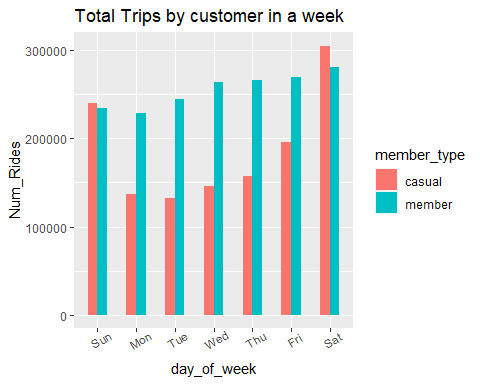 Total Trips by customer in a week
300000
200000
100000
0
Num_Rides
Sun Mon Tue Wed Thu Fri Sat
day_of_week
member_type
casual
member